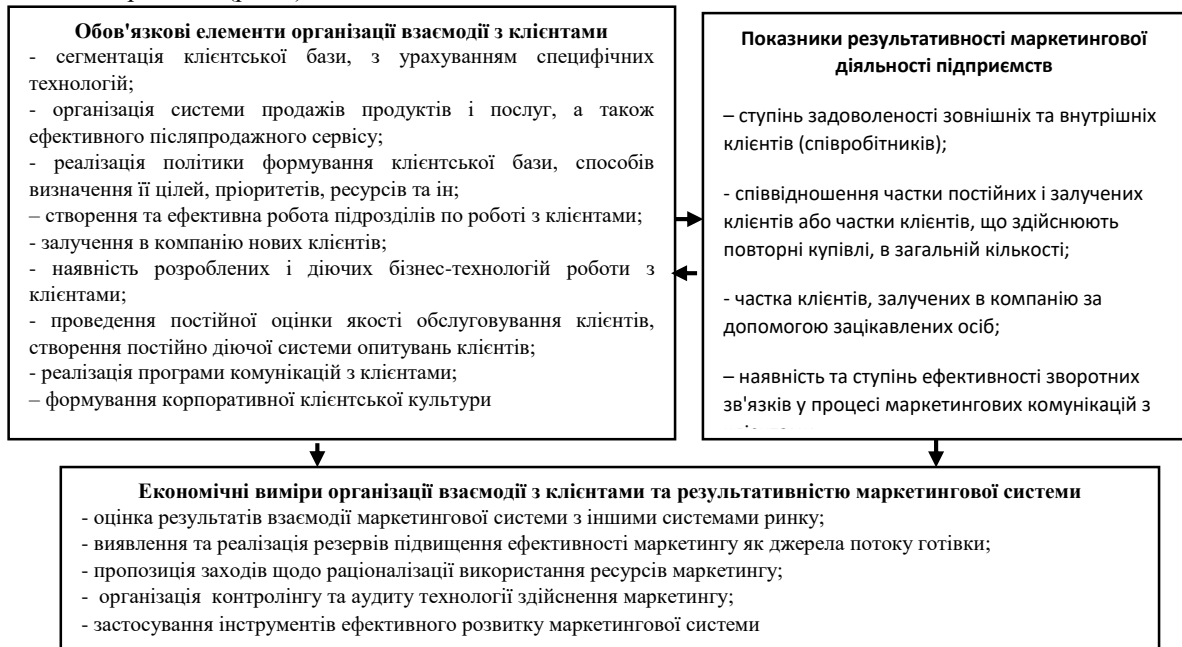 Обов'язкові елементи організації взаємодії з клієнтами
- сегментація клієнтської бази, з урахуванням специфічних
технологій;
- організація системи продажів продуктів і послуг, а також
ефективного післяпродажного сервісу;
- реалізація політики формування клієнтської бази, способів
визначення її цілей, пріоритетів, ресурсів та ін;
– створення та ефективна робота підрозділів по роботі з клієнтами;
- залучення в компанію нових клієнтів;
- наявність розроблених і діючих бізнес-технологій роботи з
клієнтами;
- проведення постійної оцінки якості обслуговування клієнтів,
створення постійно діючої системи опитувань клієнтів;
- реалізація програми комунікацій з клієнтами;
– формування корпоративної клієнтської культури
Показники результативності маркетингової
діяльності підприємств
– ступінь задоволеності зовнішніх та внутрішніх
клієнтів (співробітників);
- співвідношення частки постійних і залучених
клієнтів або частки клієнтів, що здійснюють
повторні купівлі, в загальній кількості;
- частка клієнтів, залучених в компанію за
допомогою зацікавлених осіб;
– наявність та ступінь ефективності зворотних
зв'язків у процесі маркетингових комунікацій з
Економічні виміри організації взаємодії з клієнтами та результативністю маркетингової системи
- оцінка результатів взаємодії маркетингової системи з іншими системами ринку;
- виявлення та реалізація резервів підвищення ефективності маркетингу як джерела потоку готівки;
- пропозиція заходів щодо раціоналізації використання ресурсів маркетингу;
- організація контролінгу та аудиту технології здійснення маркетингу;
- застосування інструментів ефективного розвитку маркетингової системи